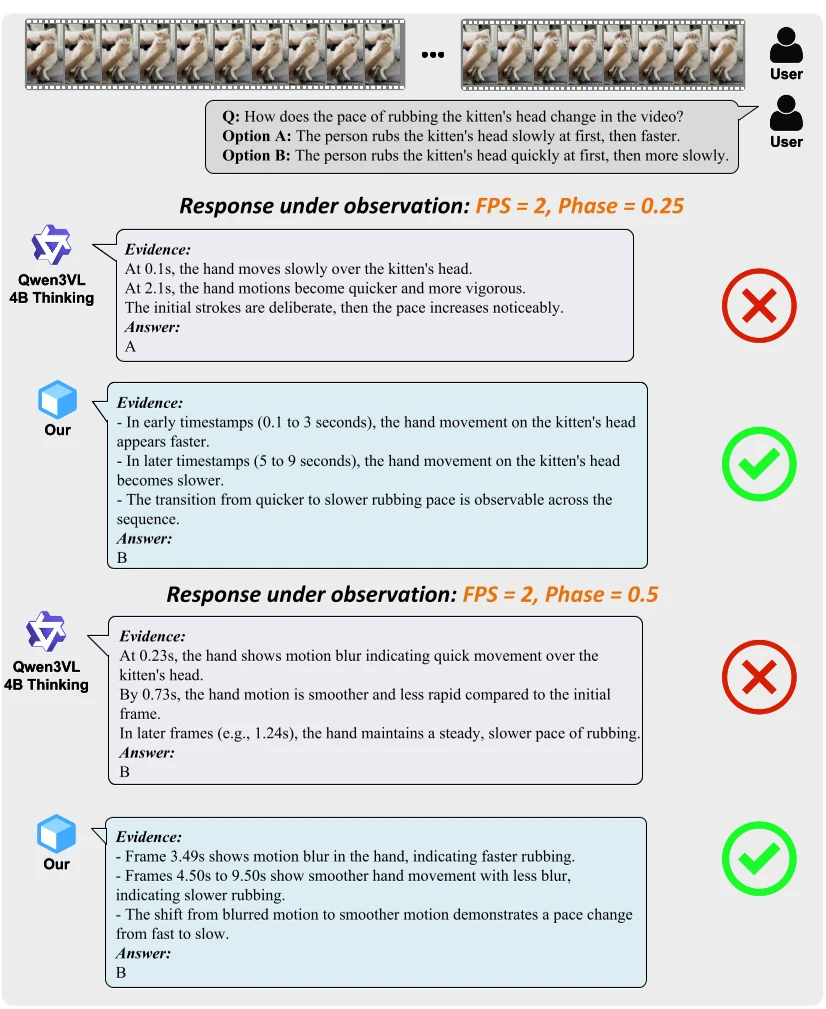 ...
User
Q: How does the pace of rubbing the kitten's head change in the video?
Option A: The person rubs the kitten's head slowly at first, then faster.
Option B: The person rubs the kitten's head quickly at first, then more slowly.
User
Response under observation: FPS = 2, Phase = 0.25
Qwen3VL
4B Thinking
Evidence:
At 0.1s, the hand moves slowly over the kitten's head.
At 2.1s, the hand motions become quicker and more vigorous.
The initial strokes are deliberate, then the pace increases noticeably.
Answer:
A
Our
Evidence:
- In early timestamps (0.1 to 3 seconds), the hand movement on the kitten's head
appears faster.
- In later timestamps (5 to 9 seconds), the hand movement on the kitten's head
becomes slower.
- The transition from quicker to slower rubbing pace is observable across the
sequence.
Answer:
B
Response under observation: FPS = 2, Phase = 0.5
Qwen3VL
4B Thinking
Evidence:
At 0.23s, the hand shows motion blur indicating quick movement over the
kitten's head.
By 0.73s, the hand motion is smoother and less rapid compared to the initial
frame.
In later frames (e.g., 1.24s), the hand maintains a steady, slower pace of rubbing.
Answer:
B
Our
Evidence:
- Frame 3.49s shows motion blur in the hand, indicating faster rubbing.
- Frames 4.50s to 9.50s show smoother hand movement with less blur,
indicating slower rubbing.
- The shift from blurred motion to smoother motion demonstrates a pace change
from fast to slow.
Answer:
B